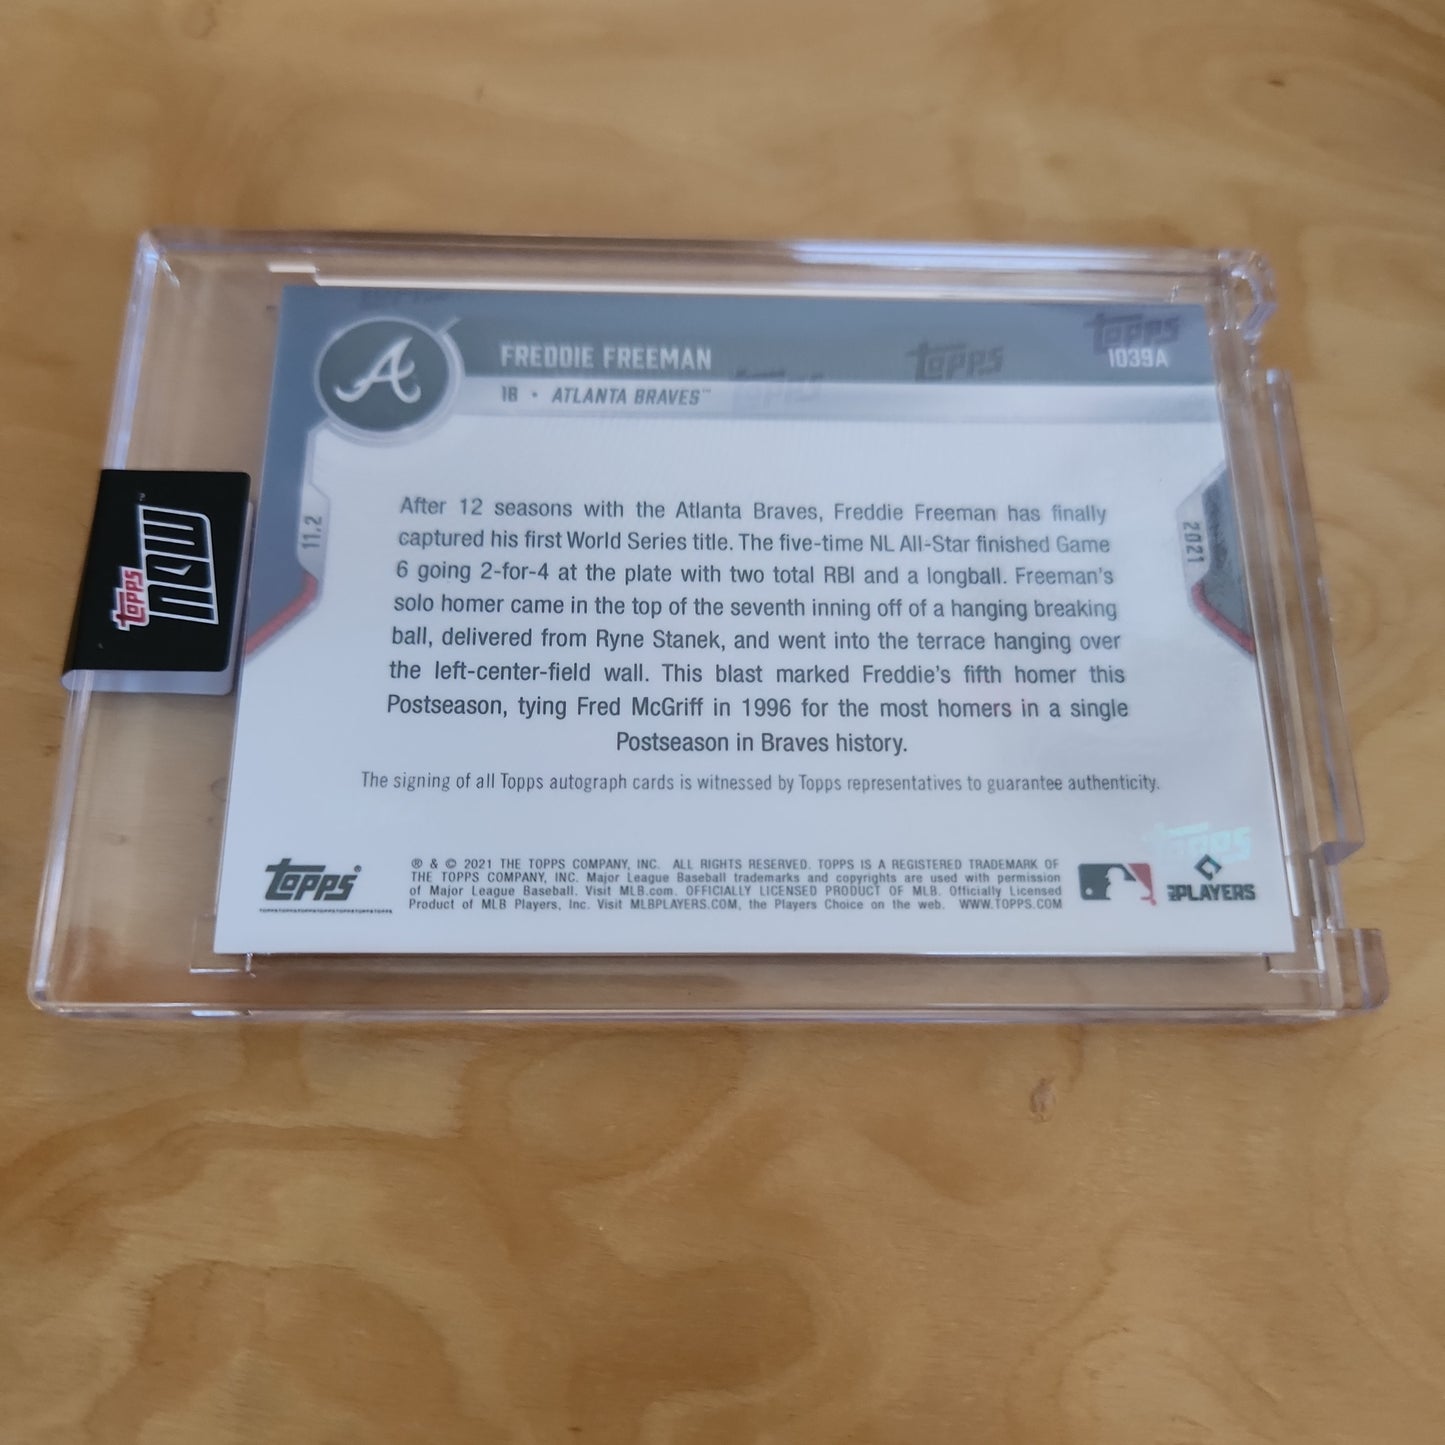 FREDDIE FREEMAN
1039A
18 • ATLANTA BRAVES™
11.2
2021
TOPPS NOW™
After 12 seasons with the Atlanta Braves, Freddie Freeman has finally
captured his first World Series title. The five-time NL All-Star finished Game
6 going 2-for-4 at the plate with two total RBI and a longball. Freeman's
solo homer came in the top of the seventh inning off of a hanging breaking
ball, delivered from Ryne Stanek, and went into the terrace hanging over
the left-center-field wall. This blast marked Freddie's fifth homer this
Postseason, tying Fred McGriff in 1996 for the most homers in a single
Postseason in Braves history.
The signing of all Topps autograph cards is witnessed by Topps representatives to guarantee authenticity.
Topps®
® & © 2021 THE TOPPS COMPANY, INC. ALL RIGHTS RESERVED. TOPPS IS A REGISTERED TRADEMARK OF
THE TOPPS COMPANY, INC. Major League Baseball trademarks and copyrights are used with permission
of Major League Baseball. Visit MLB.com. OFFICIALLY LICENSED PRODUCT OF MLB. Officially Licensed
Product of MLB Players, Inc. Visit MLBPLAYERS.COM, the Players Choice on the web. WWW.TOPPS.COM
PLAYERS
Topps
Topps
Topps
Topps